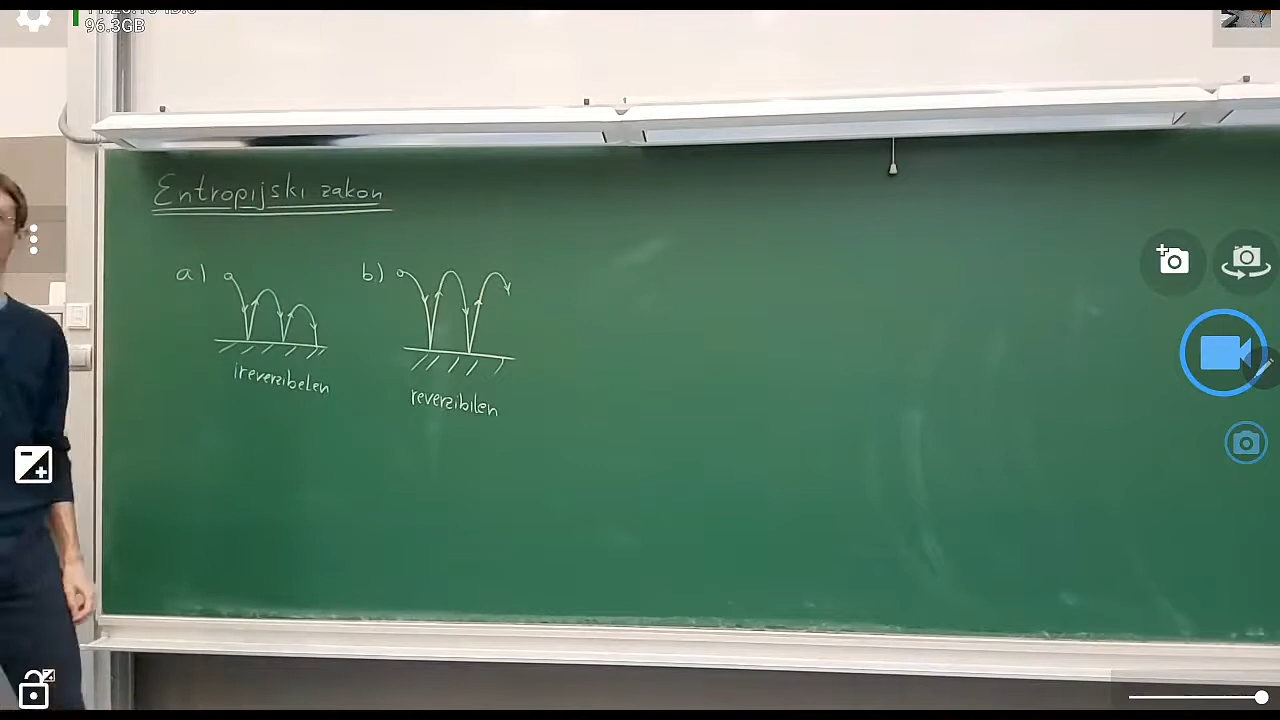 96.3GB
Entropijski zakon
a) b)
ireverzibelen
reverzibilen